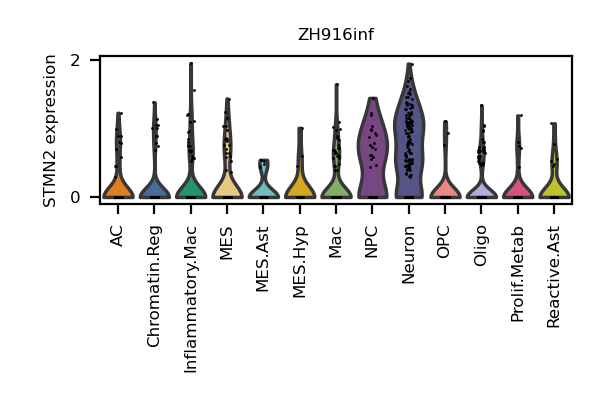 ZH916inf
STMN2 expression
2
0
AC
Chromatin.Reg
Inflammatory.Mac
MES
MES.Ast
MES.Hyp
Mac
NPC
Neuron
OPC
Oligo
Prolif.Metab
Reactive.Ast